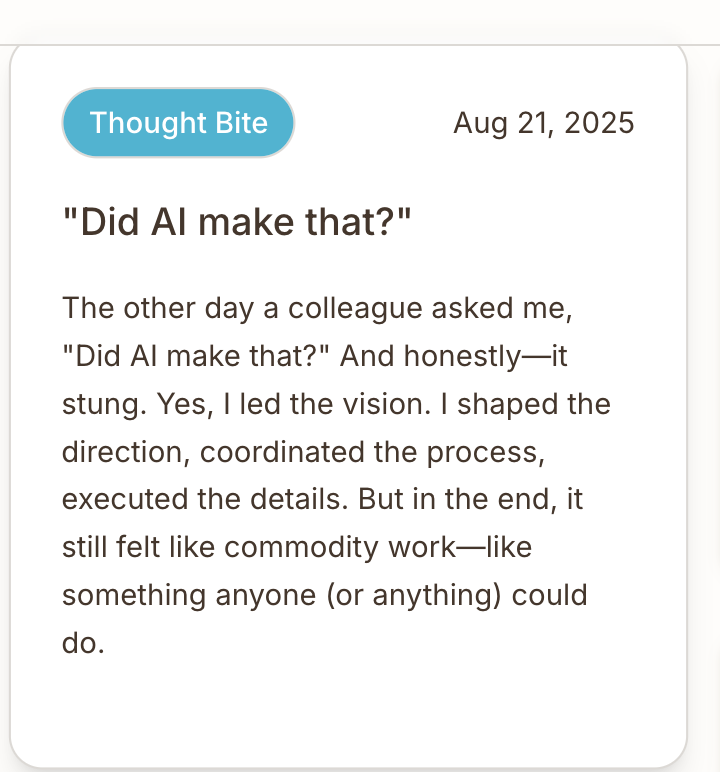 Thought Bite
Aug 21, 2025
"Did AI make that?"
The other day a colleague asked me,
"Did AI make that?" And honestly—it
stung. Yes, I led the vision. I shaped the
direction, coordinated the process,
executed the details. But in the end, it
still felt like commodity work—like
something anyone (or anything) could
do.